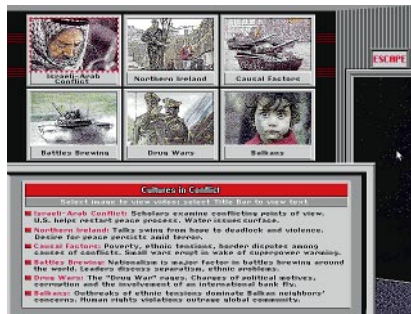 ESCAPE
Israeli-Arab
Conflict
Northern Ireland
Causal Factors
Battles Brewing
Drug Wars
Balkans
Cultures in Conflict
Select image to view video; select Title Bar to view text
Israeli-Arab Conflict: Scholars examine conflicting points of view.
U.S. helps restart peace process. Water issues surface.
Northern Ireland: Talks swing from hope to deadlock and violence.
Desire for peace persists amid terror.
Causal Factors: Poverty, ethnic tensions, border disputes among
causes of conflicts. Small wars erupt in wake of superpower warming.
Battles Brewing: Nationalism is major factor in battles brewing around
the world. Leaders discuss separatism, ethnic problems.
Drug Wars: The "Drug War" rages. Charges of political motives,
corruption and the involvement of an international bank fly.
Balkans: Outbreaks of ethnic tensions dominate Balkan neighbors'
concerns. Human rights violations outrage global community.